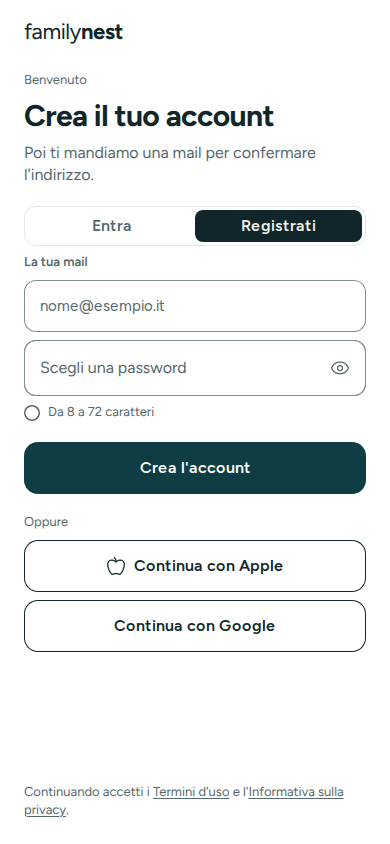 familynest
Benvenuto
Crea il tuo account
Poi ti mandiamo una mail per confermare
l'indirizzo.
Entra
Registrati
La tua mail
nome@esempio.it
Scegli una password
Da 8 a 72 caratteri
Crea l'account
Oppure
Continua con Apple
Continua con Google
Continuando accetti i Termini d'uso e l'Informativa sulla
privacy.